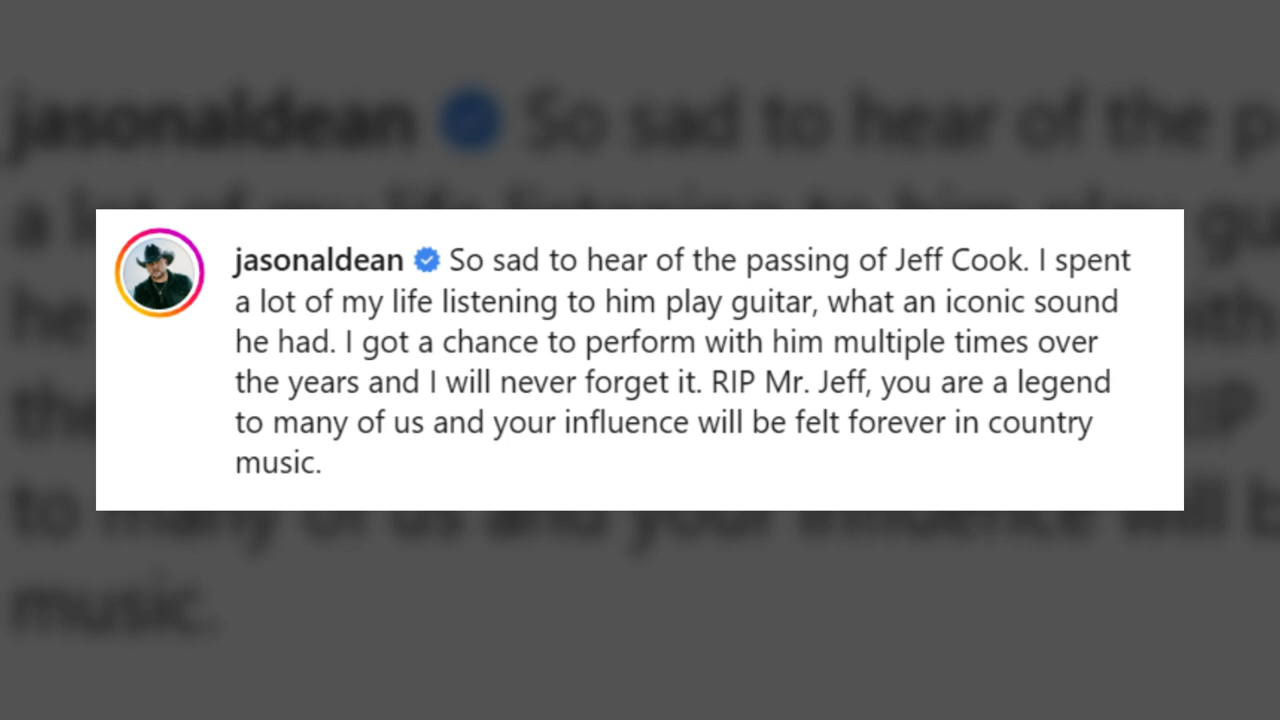 jasonaldean So sad to hear of the passing of Jeff Cook. I spent
a lot of my life listening to him play guitar, what an iconic sound
he had. I got a chance to perform with him multiple times over
the years and I will never forget it. RIP Mr. Jeff, you are a legend
to many of us and your influence will be felt forever in country
music.